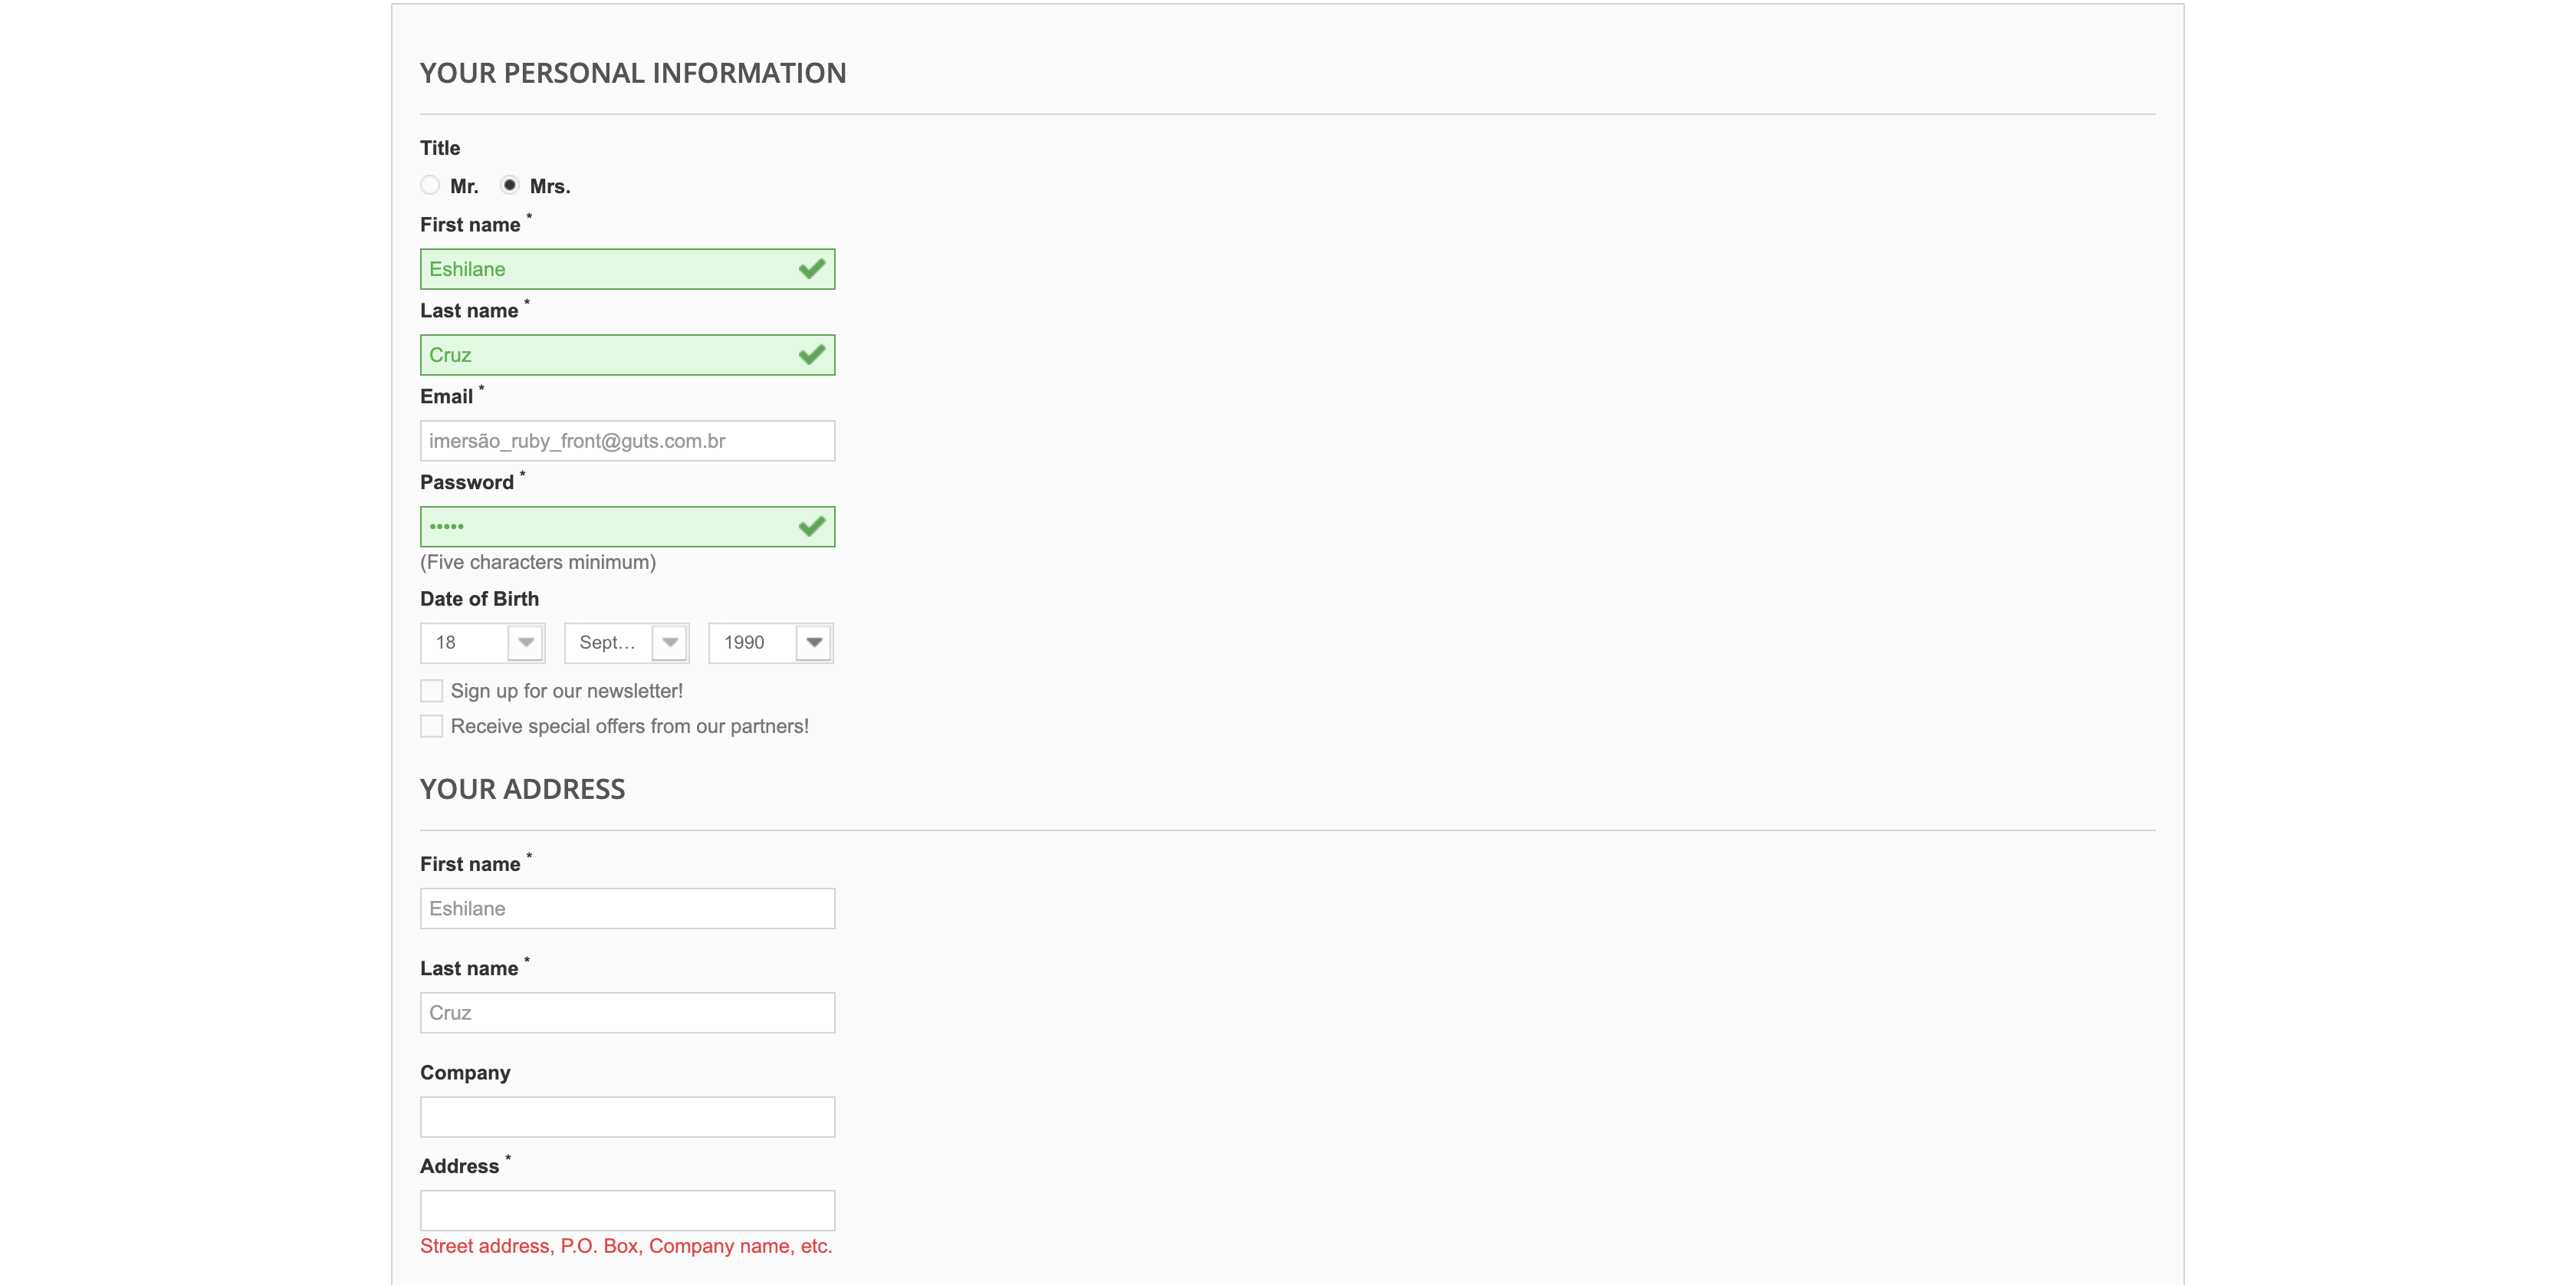 YOUR PERSONAL INFORMATION
Title
Mr. Mrs.
First name *
Eshilane
Last name *
Cruz
Email *
imersão_ruby_front@guts.com.br
Password *
•••••
(Five characters minimum)
Date of Birth
18 Sept... 1990
Sign up for our newsletter!
Receive special offers from our partners!
YOUR ADDRESS
First name *
Eshilane
Last name *
Cruz
Company
Address *
Street address, P.O. Box, Company name, etc.